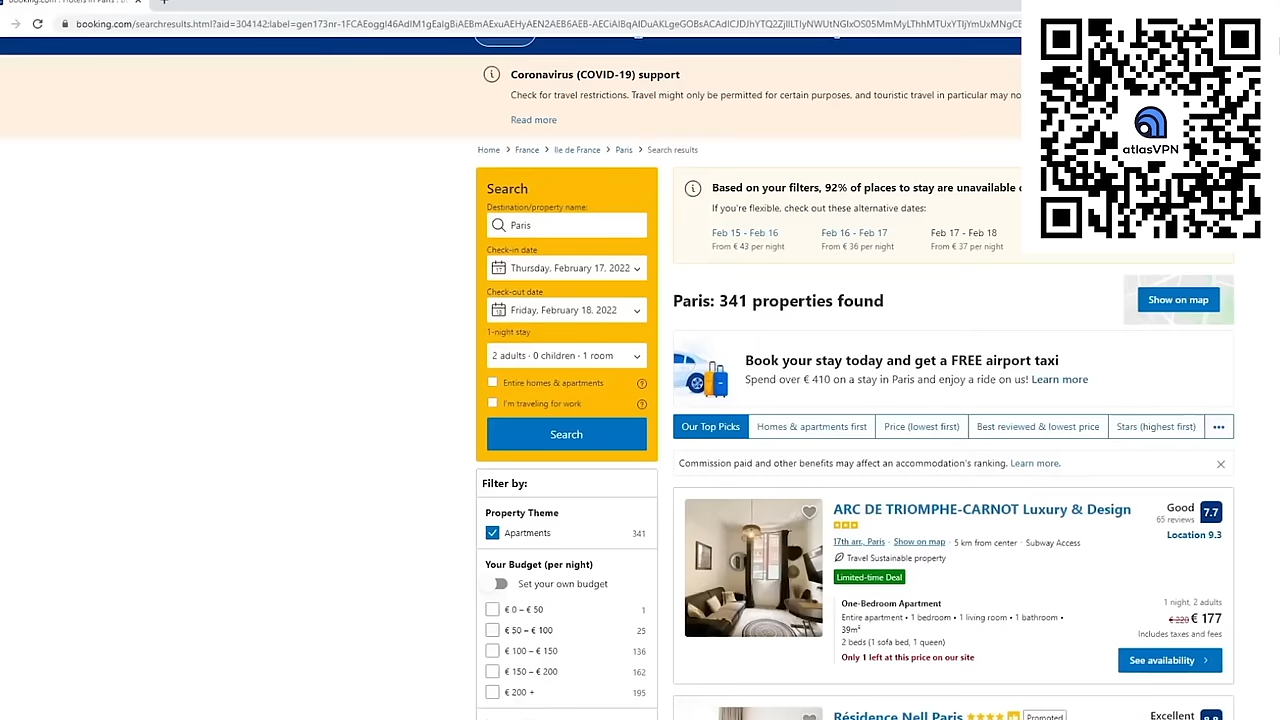 booking.com/searchresults.html?aid=304142;label=gen173nr-
Coronavirus (COVID-19) support
Check for travel restrictions. Travel might only be permitted for certain purposes, and touristic travel in particular may no
Read more
Home > France > Ile de France > Paris > Search results
atlasVPN
Search
Destination/property name:
Paris
Check-in date
Thursday, February 17, 2022
Check-out date
Friday, February 18, 2022
1-night stay
2 adults · 0 children · 1 room
Entire homes & apartments
I'm traveling for work
Search
Filter by:
Property Theme
Apartments 341
Your Budget (per night)
Set your own budget
€ 0 – € 50 1
€ 50 – € 100 25
€ 100 – € 150 136
€ 150 – € 200 162
€ 200 + 195
Based on your filters, 92% of places to stay are unavailable
If you're flexible, check out these alternative dates:
Feb 15 - Feb 16 Feb 16 - Feb 17 Feb 17 - Feb 18
From € 43 per night From € 36 per night From € 37 per night
Paris: 341 properties found
Show on map
Book your stay today and get a FREE airport taxi
Spend over € 410 on a stay in Paris and enjoy a ride on us! Learn more
Our Top Picks Homes & apartments first Price (lowest first) Best reviewed & lowest price Stars (highest first) •••
Commission paid and other benefits may affect an accommodation's ranking. Learn more.
ARC DE TRIOMPHE-CARNOT Luxury & Design
Good 7.7
65 reviews
Location 9.3
17th arr., Paris · Show on map · 5 km from center · Subway Access
Travel Sustainable property
Limited-time Deal
One-Bedroom Apartment
Entire apartment • 1 bedroom • 1 living room • 1 bathroom •
39m²
2 beds (1 sofa bed, 1 queen)
Only 1 left at this price on our site
1 night, 2 adults
€ 220 € 177
Includes taxes and fees
See availability
Résidence Nell Paris Promoted
Excellent